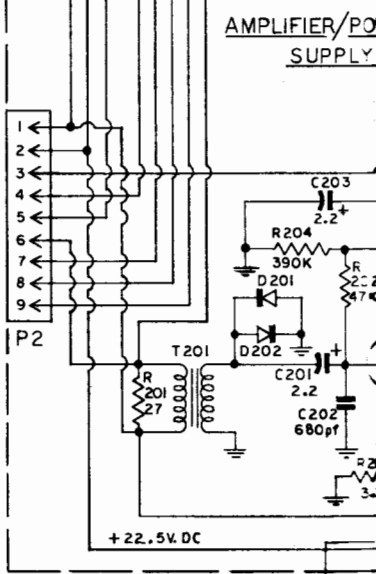 AMPLIFIER/PO
SUPPLY
1
2
3
4
5
6
7
8
9
P2
C203
2.2 +
R204
390K
R
47K
D201
D202
T201
R
201
27
+
C201
2.2
C202
680pf
+22.5V. DC